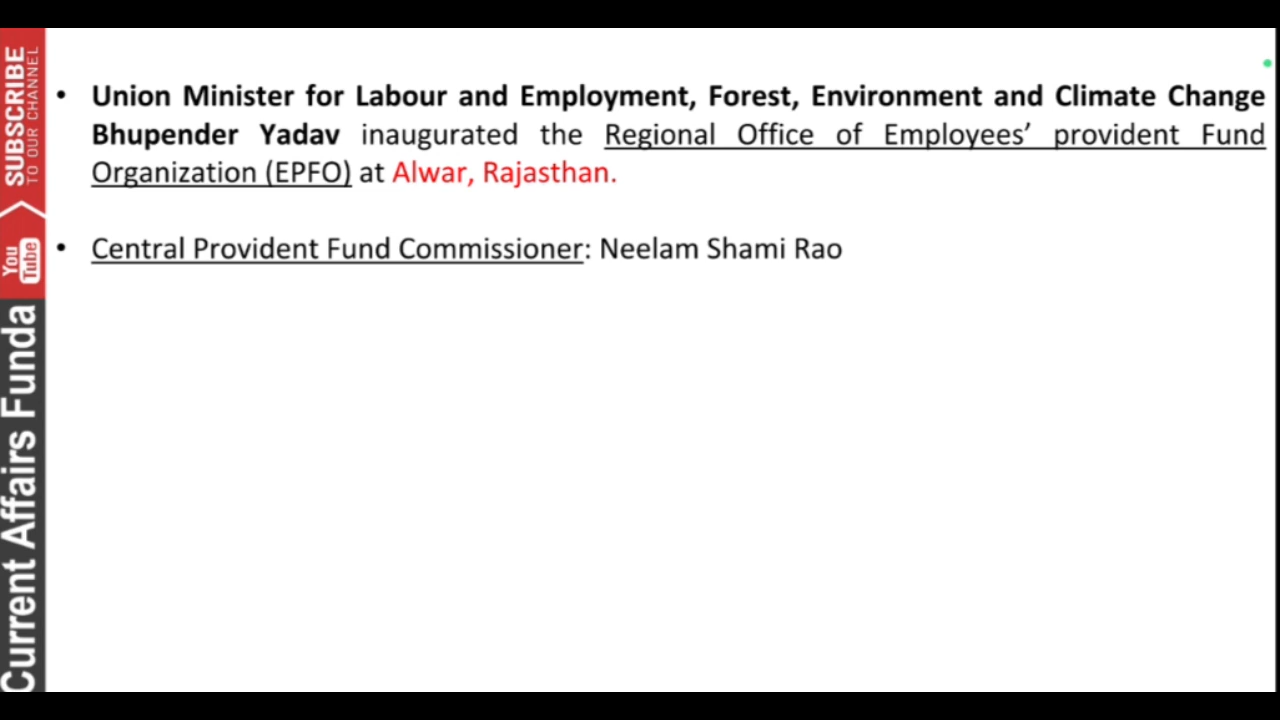 • Union Minister for Labour and Employment, Forest, Environment and Climate Change
Bhupender Yadav inaugurated the Regional Office of Employees’ provident Fund
Organization (EPFO) at Alwar, Rajasthan.
• Central Provident Fund Commissioner: Neelam Shami Rao
SUBSCRIBE
TO OUR CHANNEL
You
Tube
Current Affairs Funda